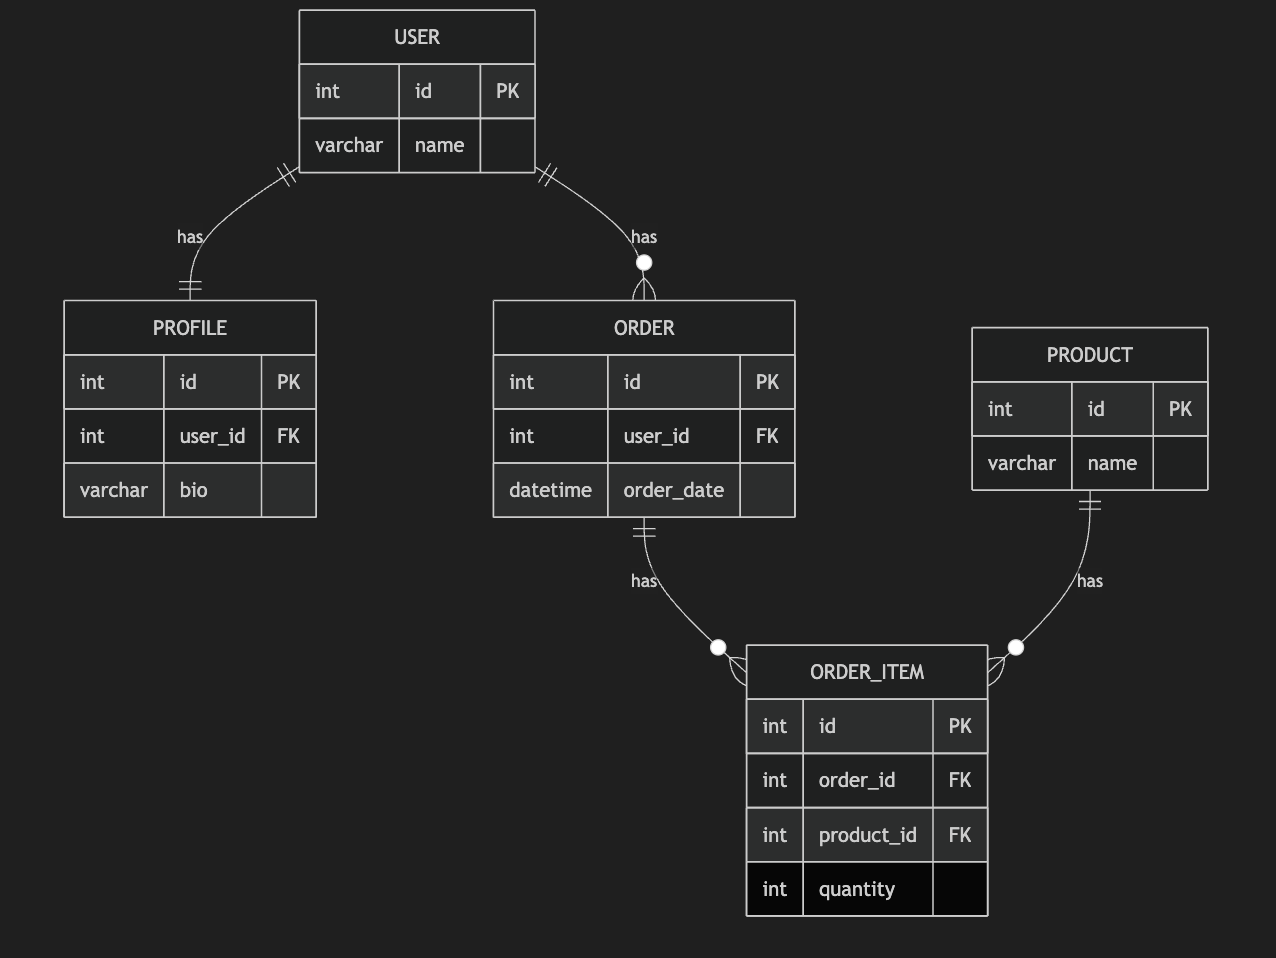 USER
int id PK
varchar name
has
has
PROFILE
int id PK
int user_id FK
varchar bio
ORDER
int id PK
int user_id FK
datetime order_date
PRODUCT
int id PK
varchar name
has
has
ORDER_ITEM
int id PK
int order_id FK
int product_id FK
int quantity